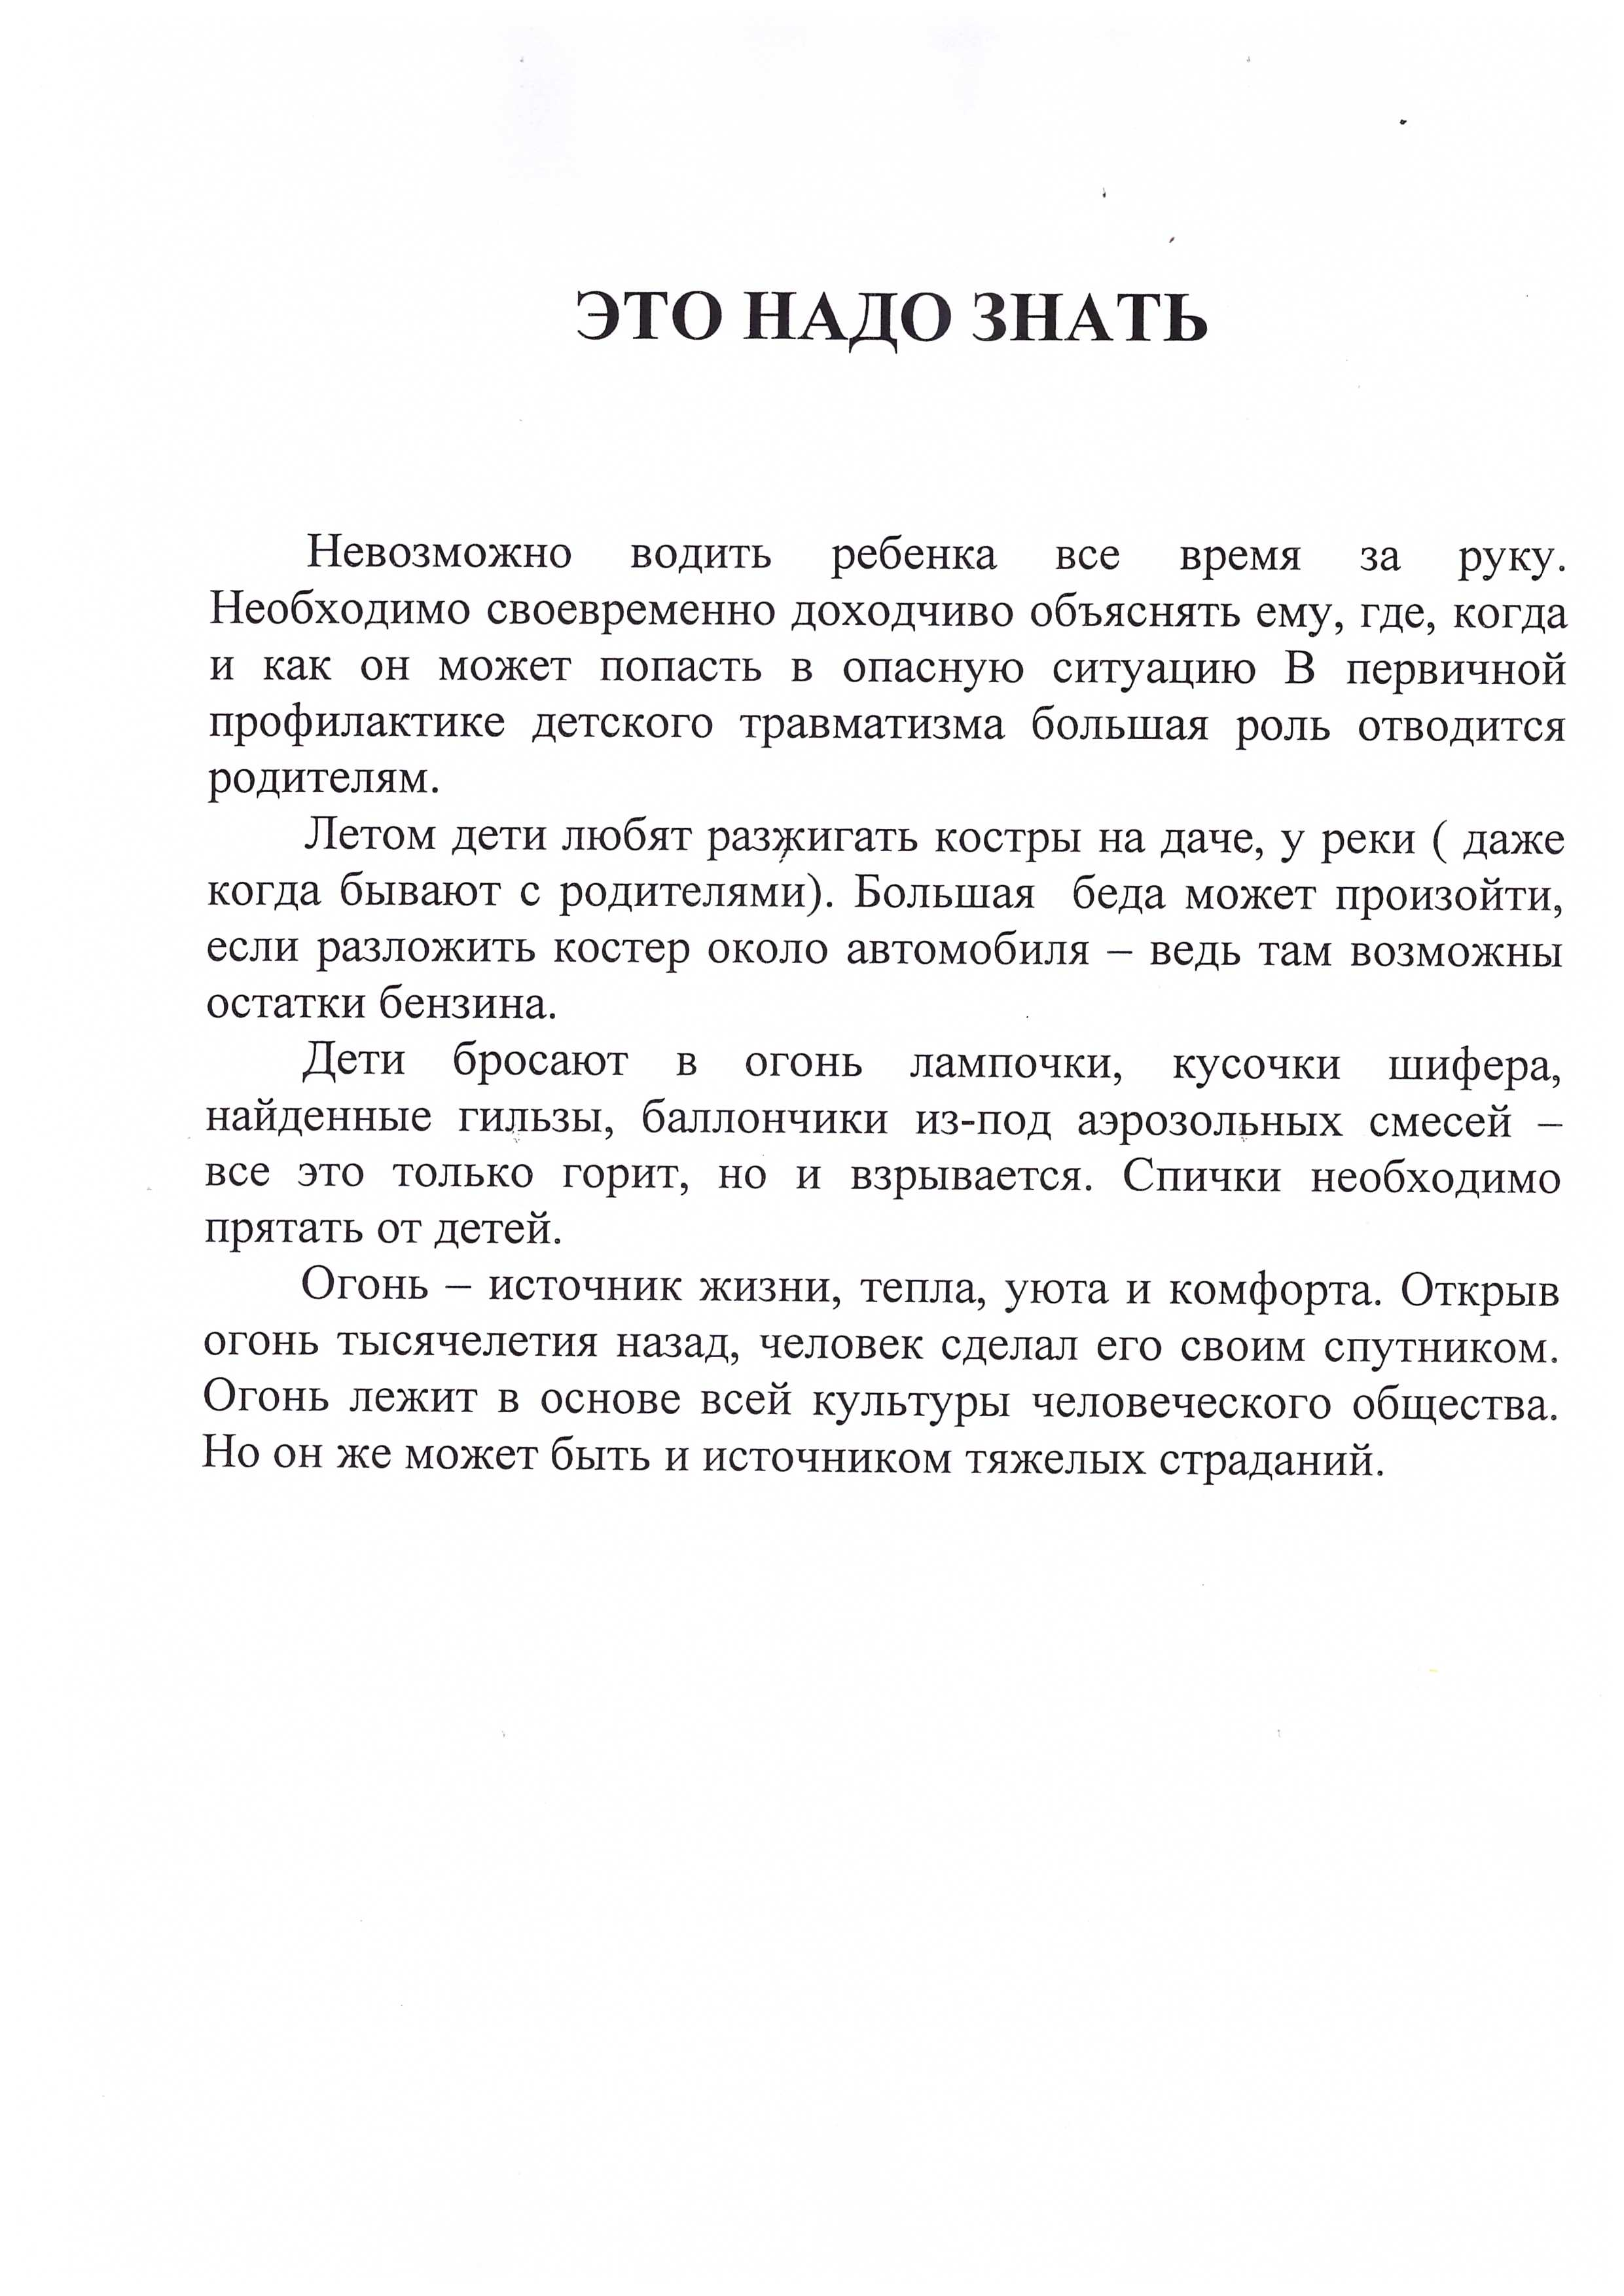 ЭТО НАДО ЗНАТЬ
Невозможно водить ребенка все время за руку.
Необходимо своевременно доходчиво объяснять ему, где, когда
и как он может попасть в опасную ситуацию В первичной
профилактике детского травматизма большая роль отводится
родителям.
Летом дети любят разжигать костры на даче, у реки ( даже
когда бывают с родителями). Большая беда может произойти,
если разложить костер около автомобиля – ведь там возможны
остатки бензина.
Дети бросают в огонь лампочки, кусочки шифера,
найденные гильзы, баллончики из-под аэрозольных смесей –
все это только горит, но и взрывается. Спички необходимо
прятать от детей.
Огонь – источник жизни, тепла, уюта и комфорта. Открыв
огонь тысячелетия назад, человек сделал его своим спутником.
Огонь лежит в основе всей культуры человеческого общества.
Но он же может быть и источником тяжелых страданий.